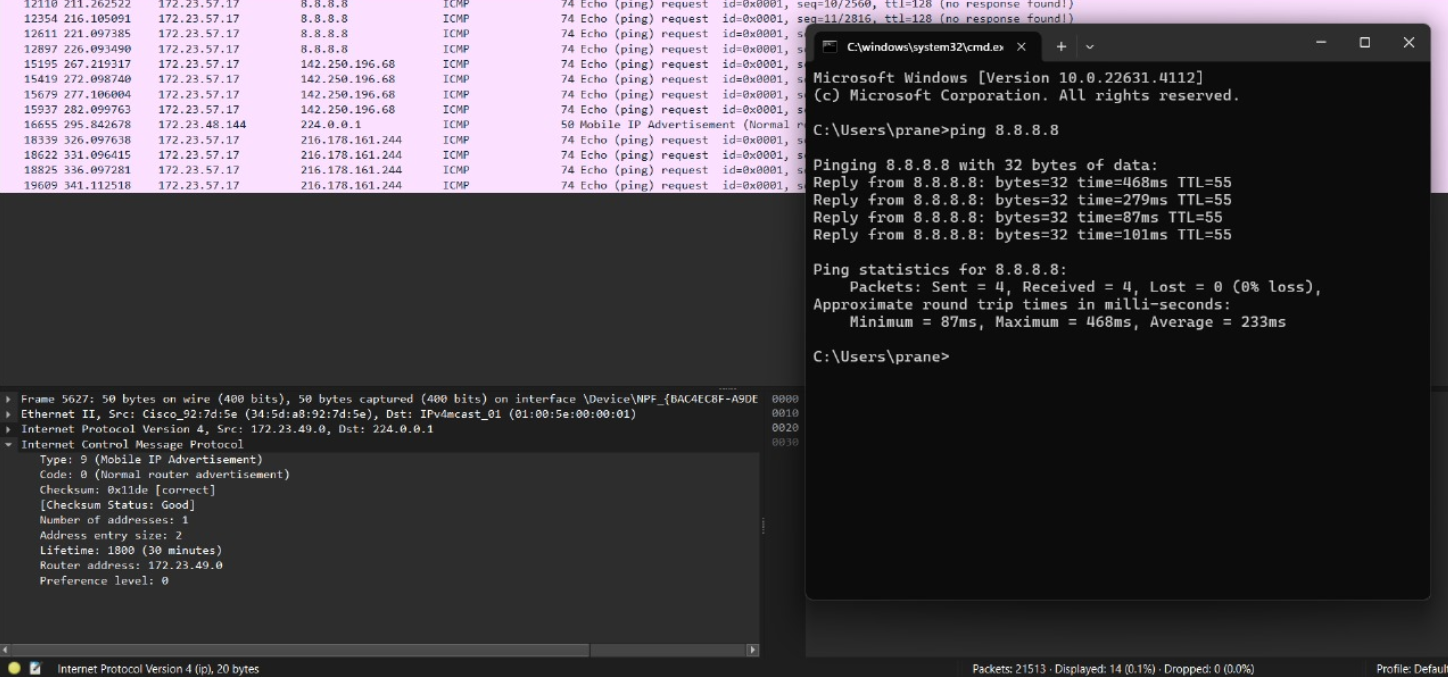 12110 211.262522 172.23.57.17 8.8.8.8 ICMP 74 Echo (ping) request id=0x0001, seq=10/2560, ttl=128 (no response found!)
12354 216.105091 172.23.57.17 8.8.8.8 ICMP 74 Echo (ping) request id=0x0001, seq=11/2816, ttl=128 (no response found!)
12611 221.097385 172.23.57.17 8.8.8.8 ICMP 74 Echo (ping) request id=0x0001, s
12897 226.093490 172.23.57.17 8.8.8.8 ICMP 74 Echo (ping) request id=0x0001, s
15195 267.219317 172.23.57.17 142.250.196.68 ICMP 74 Echo (ping) request id=0x0001, s
15419 272.098740 172.23.57.17 142.250.196.68 ICMP 74 Echo (ping) request id=0x0001, s
15679 277.106004 172.23.57.17 142.250.196.68 ICMP 74 Echo (ping) request id=0x0001, s
15937 282.099763 172.23.57.17 142.250.196.68 ICMP 74 Echo (ping) request id=0x0001, s
16655 295.842678 172.23.48.144 224.0.0.1 ICMP 50 Mobile IP Advertisement (Normal r
18339 326.097638 172.23.57.17 216.178.161.244 ICMP 74 Echo (ping) request id=0x0001, s
18622 331.096415 172.23.57.17 216.178.161.244 ICMP 74 Echo (ping) request id=0x0001, s
18825 336.097281 172.23.57.17 216.178.161.244 ICMP 74 Echo (ping) request id=0x0001, s
19609 341.112518 172.23.57.17 216.178.161.244 ICMP 74 Echo (ping) request id=0x0001, s
C:\windows\system32\cmd.ex
Microsoft Windows [Version 10.0.22631.4112]
(c) Microsoft Corporation. All rights reserved.
C:\Users\prane>ping 8.8.8.8
Pinging 8.8.8.8 with 32 bytes of data:
Reply from 8.8.8.8: bytes=32 time=468ms TTL=55
Reply from 8.8.8.8: bytes=32 time=279ms TTL=55
Reply from 8.8.8.8: bytes=32 time=87ms TTL=55
Reply from 8.8.8.8: bytes=32 time=101ms TTL=55
Ping statistics for 8.8.8.8:
Packets: Sent = 4, Received = 4, Lost = 0 (0% loss),
Approximate round trip times in milli-seconds:
Minimum = 87ms, Maximum = 468ms, Average = 233ms
C:\Users\prane>
Frame 5627: 50 bytes on wire (400 bits), 50 bytes captured (400 bits) on interface \Device\NPF_{BAC4EC8F-A9DE
Ethernet II, Src: Cisco_92:7d:5e (34:5d:a8:92:7d:5e), Dst: IPv4mcast_01 (01:00:5e:00:00:01)
Internet Protocol Version 4, Src: 172.23.49.0, Dst: 224.0.0.1
Internet Control Message Protocol
Type: 9 (Mobile IP Advertisement)
Code: 0 (Normal router advertisement)
Checksum: 0x11de [correct]
[Checksum Status: Good]
Number of addresses: 1
Address entry size: 2
Lifetime: 1800 (30 minutes)
Router address: 172.23.49.0
Preference level: 0
0000
0010
0020
0030
Internet Protocol Version 4 (ip), 20 bytes
Packets: 21513 · Displayed: 14 (0.1%) · Dropped: 0 (0.0%)
Profile: Default